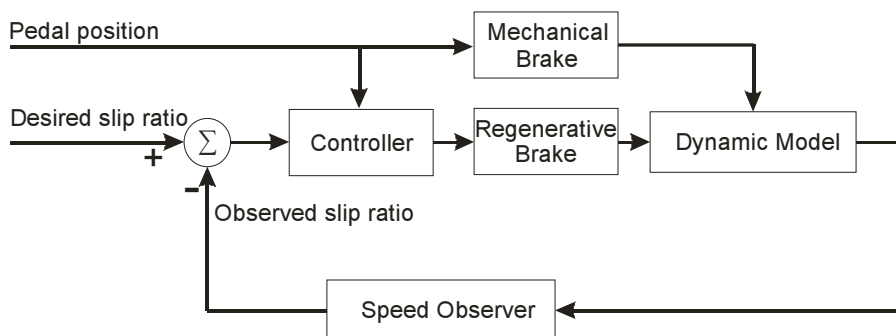 Pedal position
Mechanical
Brake
Desired slip ratio
+
Σ
Controller
Regenerative
Brake
Dynamic Model
-
Observed slip ratio
Speed Observer